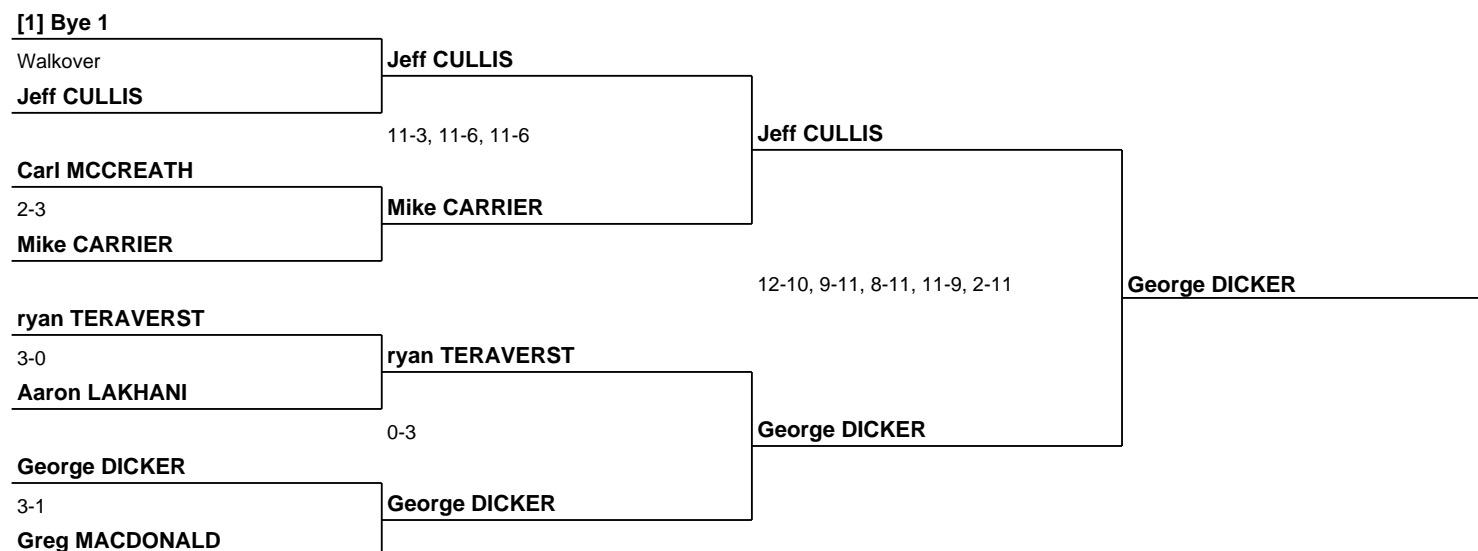 [1] Bye 1
Walkover
Jeff CULLIS
Jeff CULLIS
11-3, 11-6, 11-6
Jeff CULLIS
Carl MCCREATH
2-3
Mike CARRIER
Mike CARRIER
12-10, 9-11, 8-11, 11-9, 2-11
George DICKER
ryan TERAVERST
3-0
ryan TERAVERST
Aaron LAKHANI
0-3
George DICKER
George DICKER
3-1
George DICKER
Greg MACDONALD